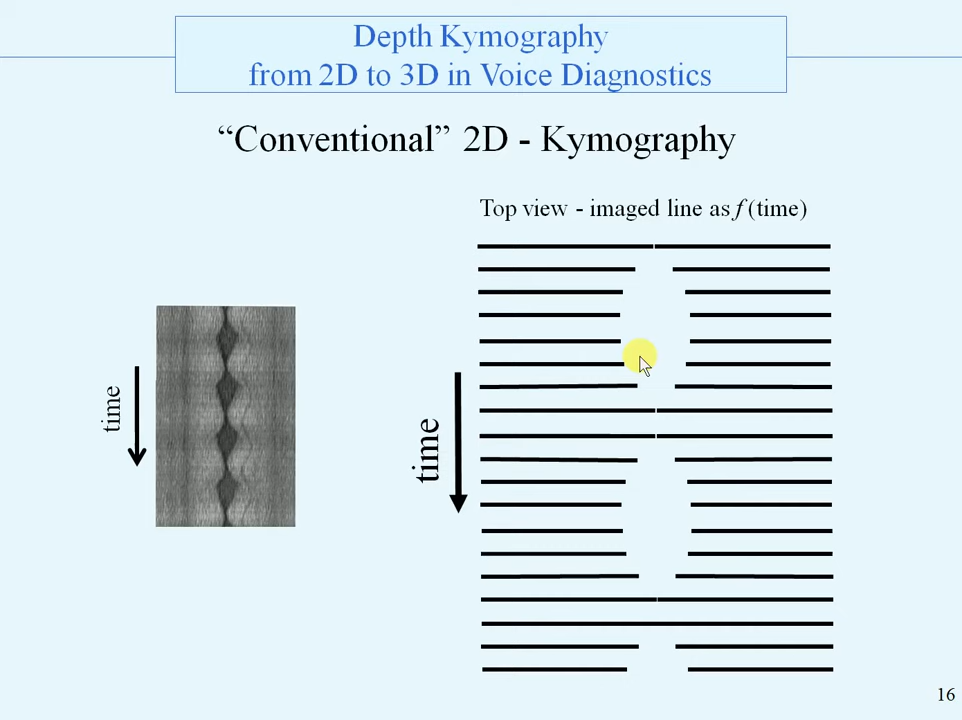 Depth Kymography
from 2D to 3D in Voice Diagnostics
“Conventional” 2D - Kymography
Top view - imaged line as f (time)
time
time
16